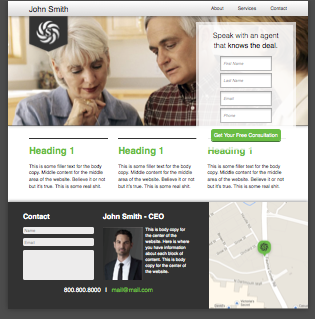 John Smith
About Services Contact
Speak with an agent
that knows the deal.
First Name
Last Name
Email
Phone
Get Your Free Consultation
Heading 1 Heading 1 Heading 1
This is some filler text for the body This is some filler text for the body This is some filler text for the body
copy. Middle content for the middle copy. Middle content for the middle copy. Middle content for the middle
area of the website. Believe it or not area of the website. Believe it or not area of the website. Believe it or not
but it's true. This is some real shit. but it's true. This is some real shit. but it's true. This is some real shit.
Contact
Name
Email
John Smith - CEO
This is body copy for
the center of the
website. Here is where
you have information
about each block of
content. This is body
copy for the center of
the website.
800.800.8000 | mail@mail.com